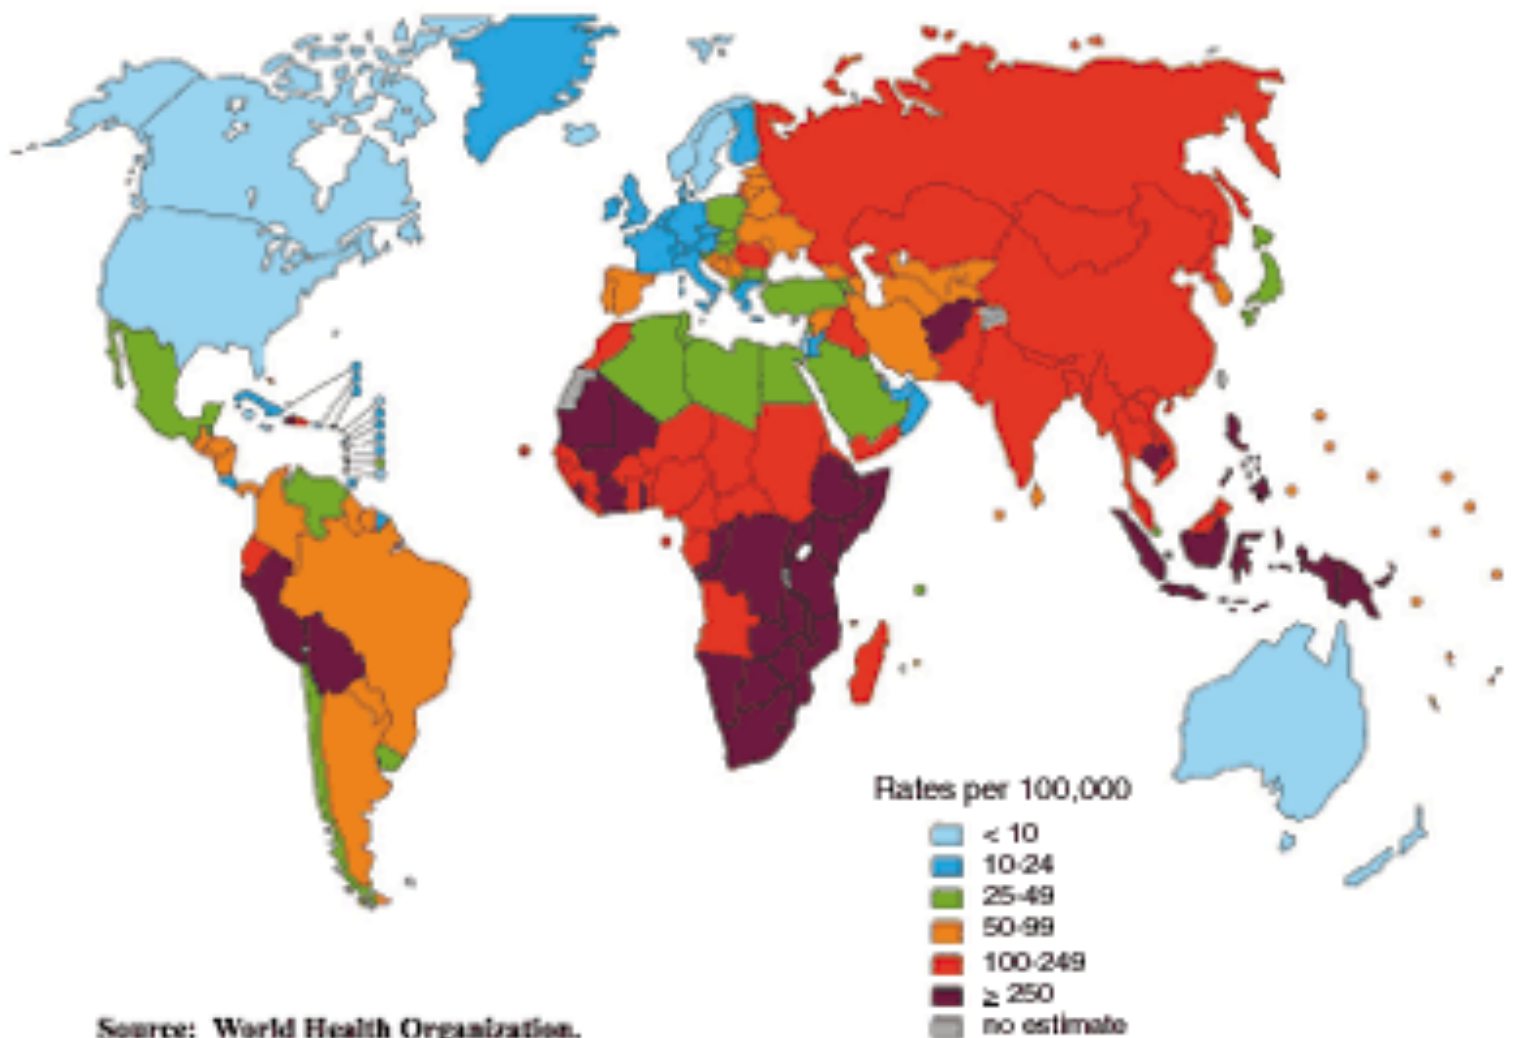 Rates per 100,000
< 10
10-24
25-49
50-99
100-249
≥ 250
no estimate
Source: World Health Organization.